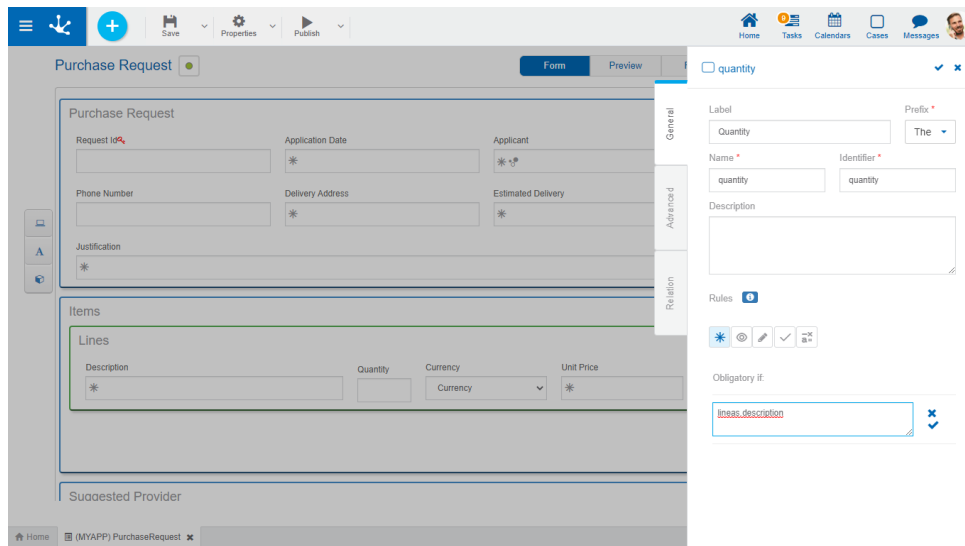 Save
Properties
Publish
Home
9
Tasks
Calendars
Cases
Messages
Purchase Request
Form
Preview
quantity
General
Advanced
Relation
Purchase Request
Request Id
Application Date
Applicant
Phone Number
Delivery Address
Estimated Delivery
Justification
Items
Lines
Description
Quantity
Currency
Currency
Unit Price
Suggested Provider
Label
Prefix *
Quantity
The
Name *
Identifier *
quantity
quantity
Description
Rules
Obligatory if:
lineas.description
Home
(MYAPP) PurchaseRequest